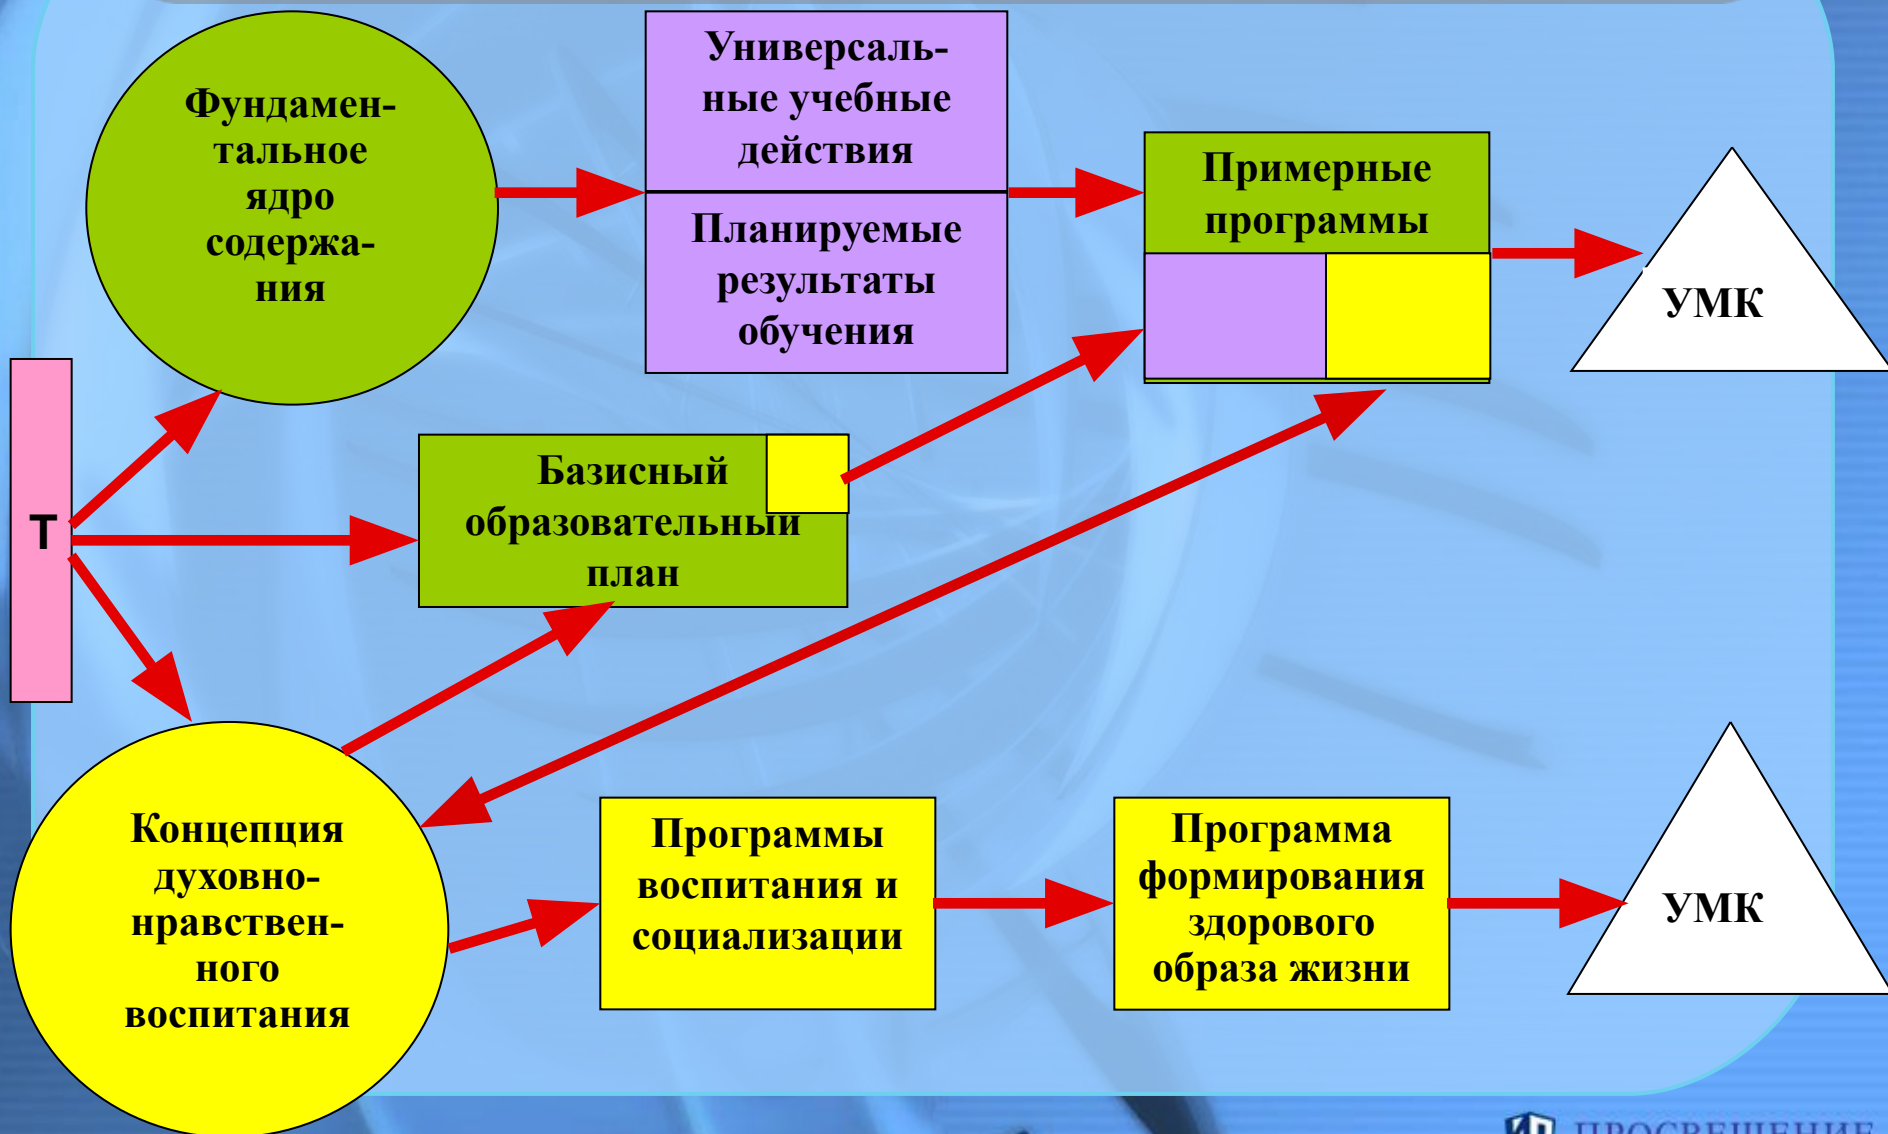 Фундамен-
тальное
ядро
содержа-
ния
Универсаль-
ные учебные
действия
Планируемые
результаты
обучения
Примерные
программы
УМК
Т
Базисный
образовательный
план
Концепция
духовно-
нравствен-
ного
воспитания
Программы
воспитания и
социализации
Программа
формирования
здорового
образа жизни
УМК
ПРОСВЕЩЕНИЕ